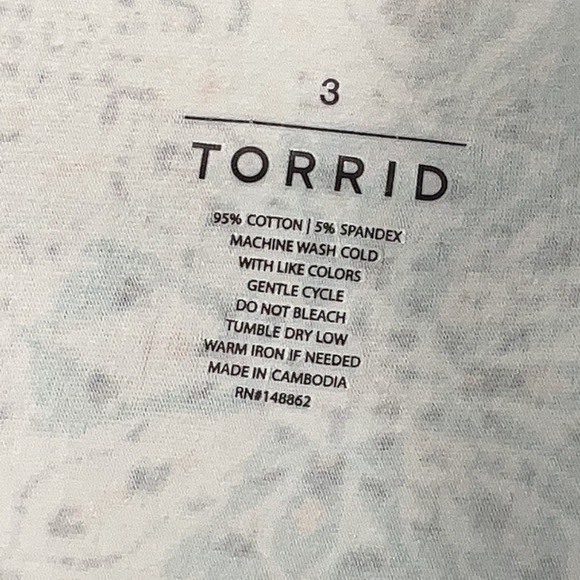 3
TORRID
95% COTTON | 5% SPANDEX
MACHINE WASH COLD
WITH LIKE COLORS
GENTLE CYCLE
DO NOT BLEACH
TUMBLE DRY LOW
WARM IRON IF NEEDED
MADE IN CAMBODIA
RN#148862